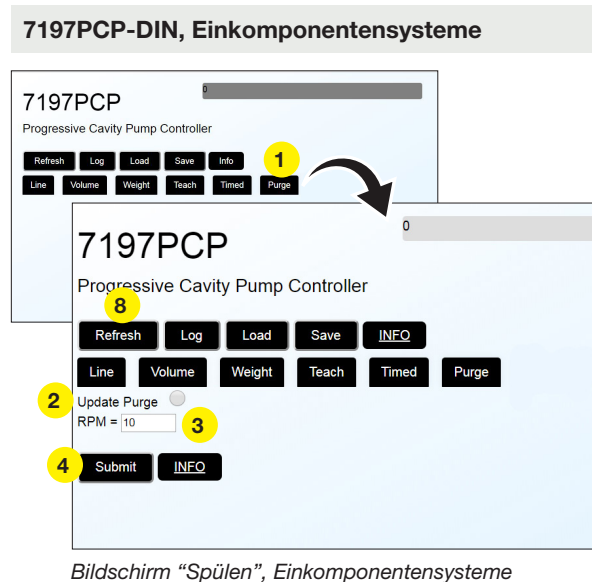 7197PCP-DIN, Einkomponentensysteme
0
7197PCP
Progressive Cavity Pump Controller
Refresh Log Load Save Info 1
Line Volume Weight Teach Timed Purge
0
7197PCP
Progressive Cavity Pump Controller
8
Refresh Log Load Save INFO
Line Volume Weight Teach Timed Purge
2 Update Purge
RPM = 10 3
4 Submit INFO
Bildschirm “Spülen”, Einkomponentensysteme